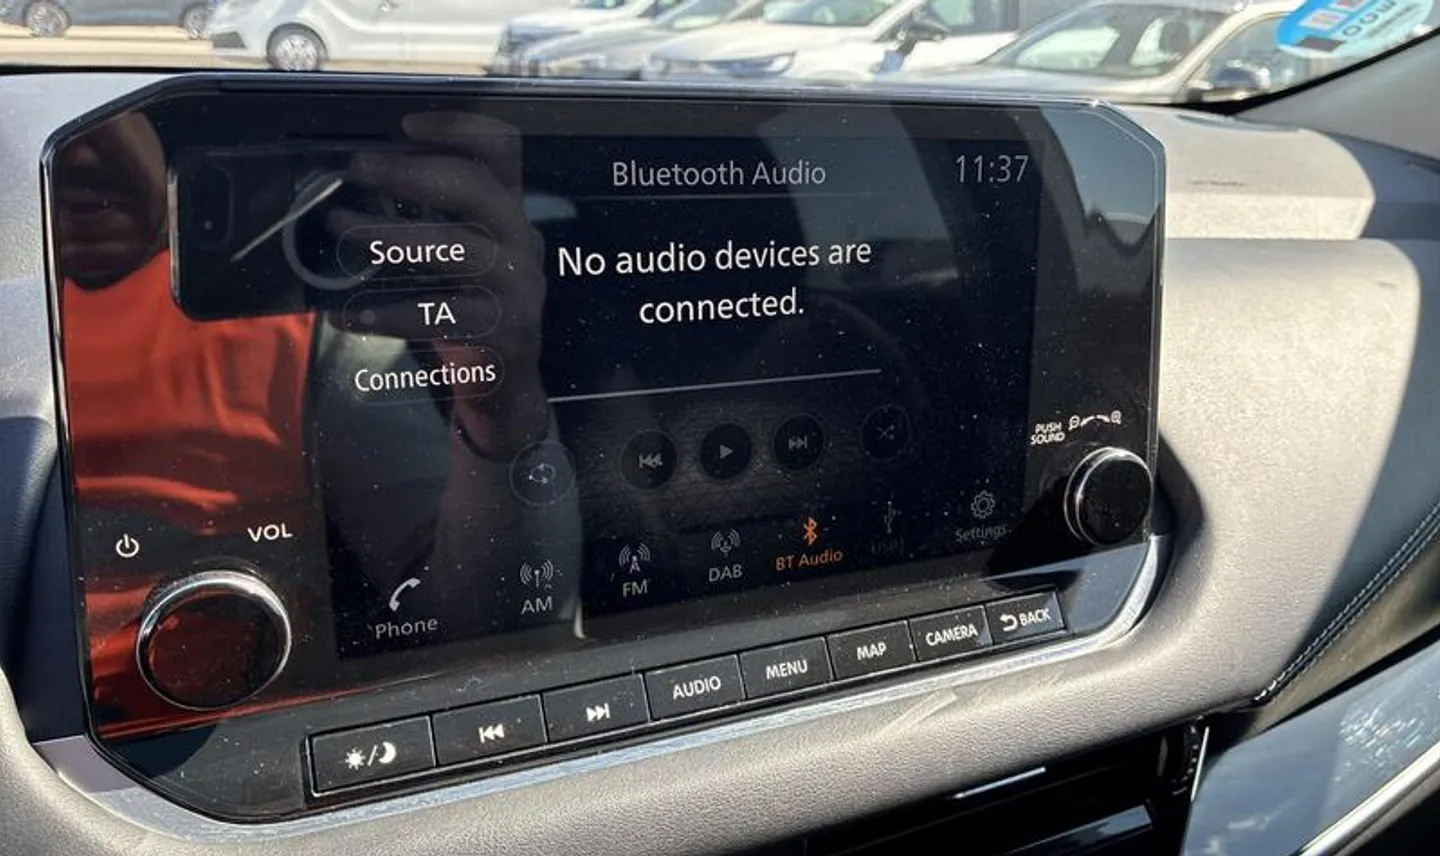 Bluetooth Audio
11:37
Source
No audio devices are
connected.
TA
Connections
PUSH
SOUND
VOL
Phone
AM
FM
DAB
BT Audio
Settings
AUDIO
MENU
MAP
CAMERA
BACK